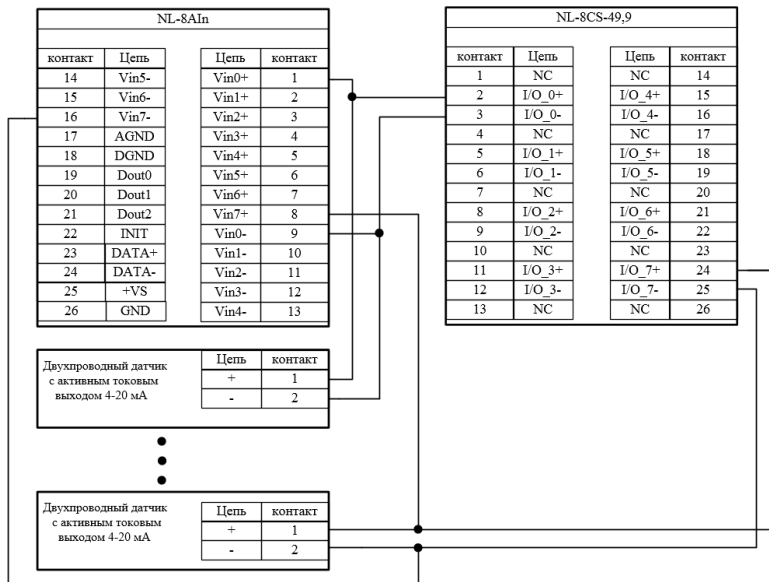 NL-8AIn
контакт Цепь Цепь контакт
14 Vin5- Vin0+ 1
15 Vin6- Vin1+ 2
16 Vin7- Vin2+ 3
17 AGND Vin3+ 4
18 DGND Vin4+ 5
19 Dout0 Vin5+ 6
20 Dout1 Vin6+ 7
21 Dout2 Vin7+ 8
22 INIT Vin0- 9
23 DATA+ Vin1- 10
24 DATA- Vin2- 11
25 +VS Vin3- 12
26 GND Vin4- 13
NL-8CS-49,9
контакт Цепь Цепь контакт
1 NC NC 14
2 I/O_0+ I/O_4+ 15
3 I/O_0- I/O_4- 16
4 NC NC 17
5 I/O_1+ I/O_5+ 18
6 I/O_1- I/O_5- 19
7 NC NC 20
8 I/O_2+ I/O_6+ 21
9 I/O_2- I/O_6- 22
10 NC NC 23
11 I/O_3+ I/O_7+ 24
12 I/O_3- I/O_7- 25
13 NC NC 26
Двухпроводный датчик
с активным токовым
выходом 4-20 мА
Цепь контакт
+ 1
- 2
Двухпроводный датчик
с активным токовым
выходом 4-20 мА
Цепь контакт
+ 1
- 2